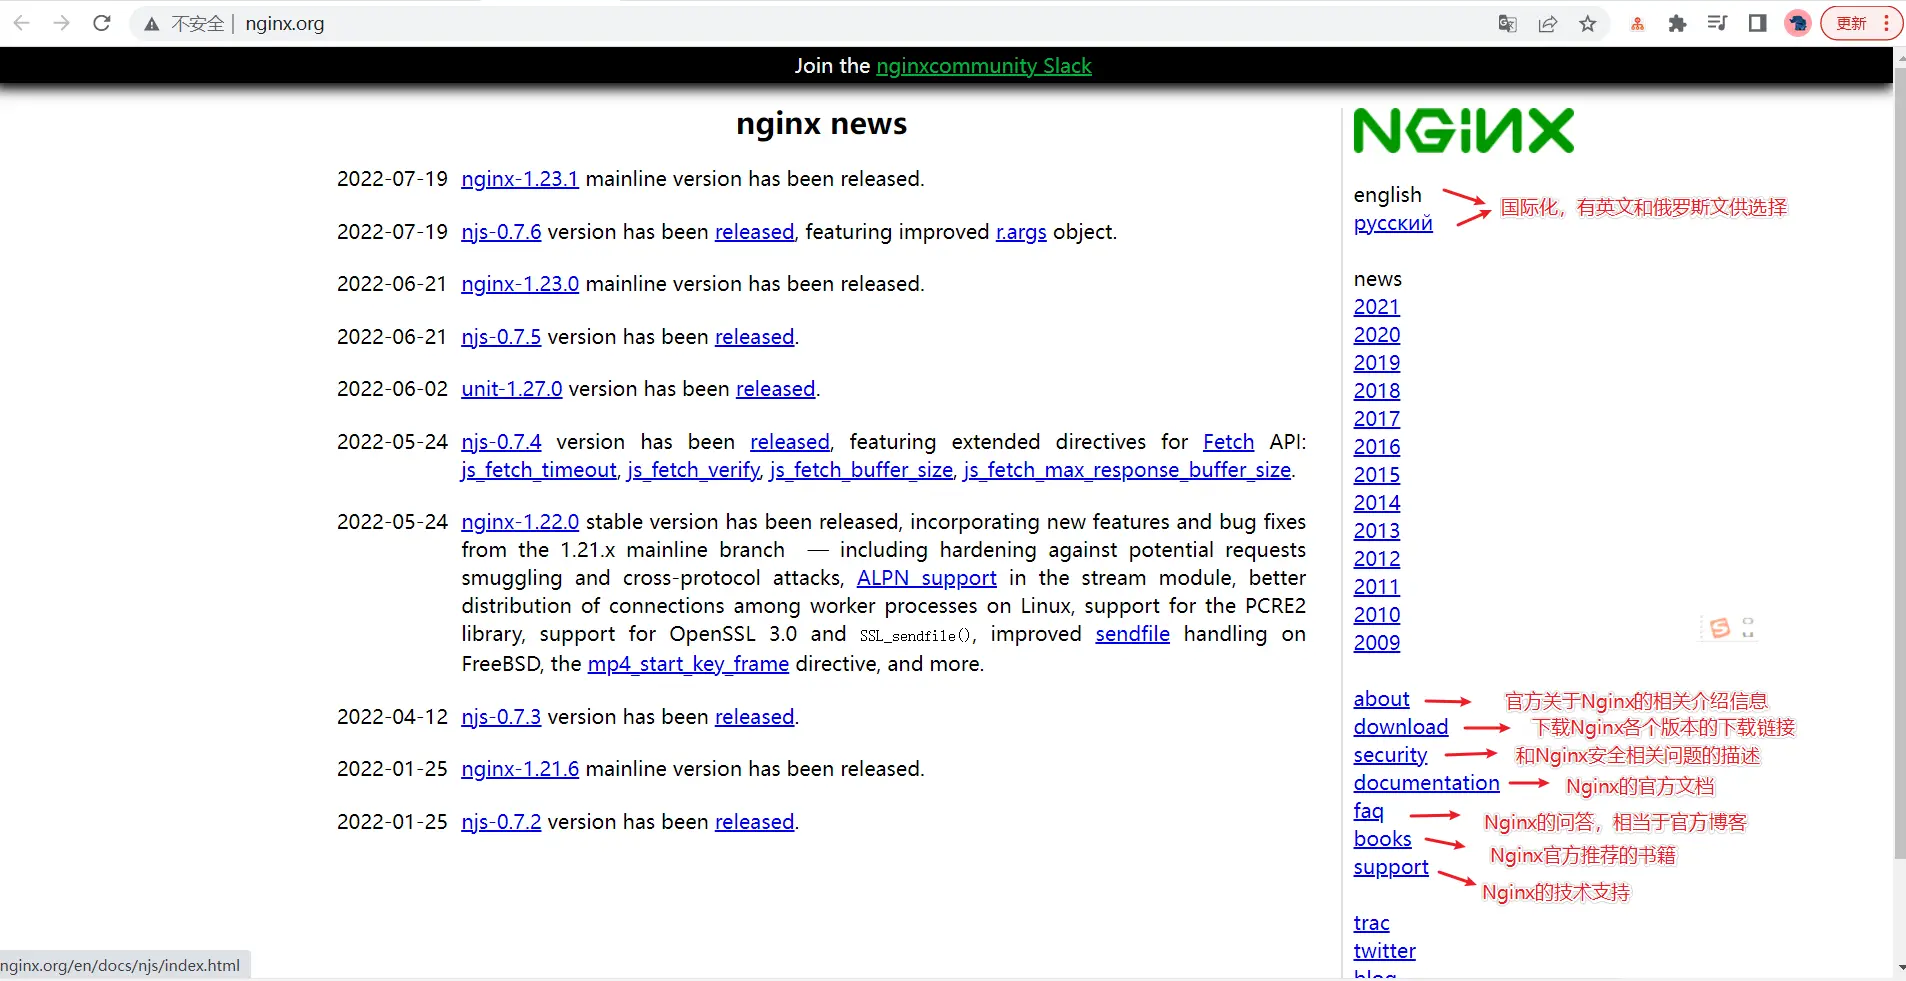 不安全 | nginx.org
更新
Join the nginxcommunity Slack
nginx news
2022-07-19 nginx-1.23.1 mainline version has been released.
2022-07-19 njs-0.7.6 version has been released, featuring improved r.args object.
2022-06-21 nginx-1.23.0 mainline version has been released.
2022-06-21 njs-0.7.5 version has been released.
2022-06-02 unit-1.27.0 version has been released.
2022-05-24 njs-0.7.4 version has been released, featuring extended directives for Fetch API:
js_fetch_timeout, js_fetch_verify, js_fetch_buffer_size, js_fetch_max_response_buffer_size.
2022-05-24 nginx-1.22.0 stable version has been released, incorporating new features and bug fixes
from the 1.21.x mainline branch — including hardening against potential requests
smuggling and cross-protocol attacks, ALPN support in the stream module, better
distribution of connections among worker processes on Linux, support for the PCRE2
library, support for OpenSSL 3.0 and SSL_sendfile(), improved sendfile handling on
FreeBSD, the mp4_start_key_frame directive, and more.
2022-04-12 njs-0.7.3 version has been released.
2022-01-25 nginx-1.21.6 mainline version has been released.
2022-01-25 njs-0.7.2 version has been released.
NGiNX
english
русский
国际化，有英文和俄罗斯文供选择
news
2021
2020
2019
2018
2017
2016
2015
2014
2013
2012
2011
2010
2009
about 官方关于Nginx的相关介绍信息
download 下载Nginx各个版本的下载链接
security 和Nginx安全相关问题的描述
documentation Nginx的官方文档
faq Nginx的问答，相当于官方博客
books Nginx官方推荐的书籍
support Nginx的技术支持
trac
twitter
blog
nginx.org/en/docs/njs/index.html